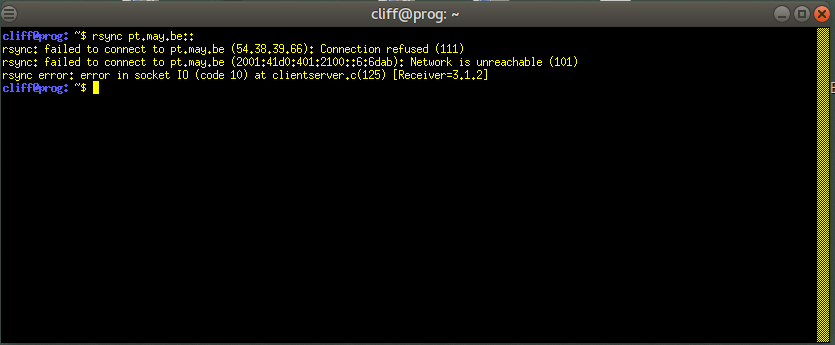 cliff@prog: ~
cliff@prog: ~$ rsync pt.may.be::
rsync: failed to connect to pt.may.be (54.38.39.66): Connection refused (111)
rsync: failed to connect to pt.may.be (2001:41d0:401:2100::6:6dab): Network is unreachable (101)
rsync error: error in socket IO (code 10) at clientserver.c(125) [Receiver=3.1.2]
cliff@prog: ~$